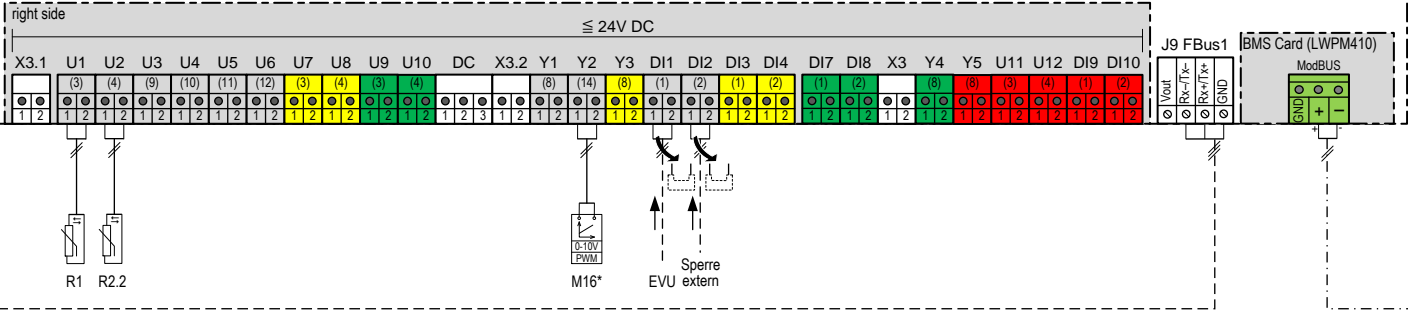 right side
≦ 24V DC
X3.1 U1 U2 U3 U4 U5 U6 U7 U8 U9 U10 DC X3.2 Y1 Y2 Y3 DI1 DI2 DI3 DI4 DI7 DI8 X3 Y4 Y5 U11 U12 DI9 DI10
(3) (4) (9) (10) (11) (12) (3) (4) (3) (4) (8) (14) (8) (1) (2) (1) (2) (1) (2) (8) (8) (3) (4) (1) (2)
1 2 1 2 1 2 1 2 1 2 1 2 1 2 1 2 1 2 1 2 1 2 1 2 3 1 2 1 2 1 2 1 2 1 2 1 2 1 2 1 2 1 2 1 2 1 2 1 2 1 2 1 2 1 2 1 2 1 2
J9 FBus1
Vout
Rx–/Tx–
Rx+/Tx+
GND
BMS Card (LWPM410)
ModBUS
GND + –
+ -
0-10V
PWM
R1 R2.2 M16* EVU
Sperre
extern